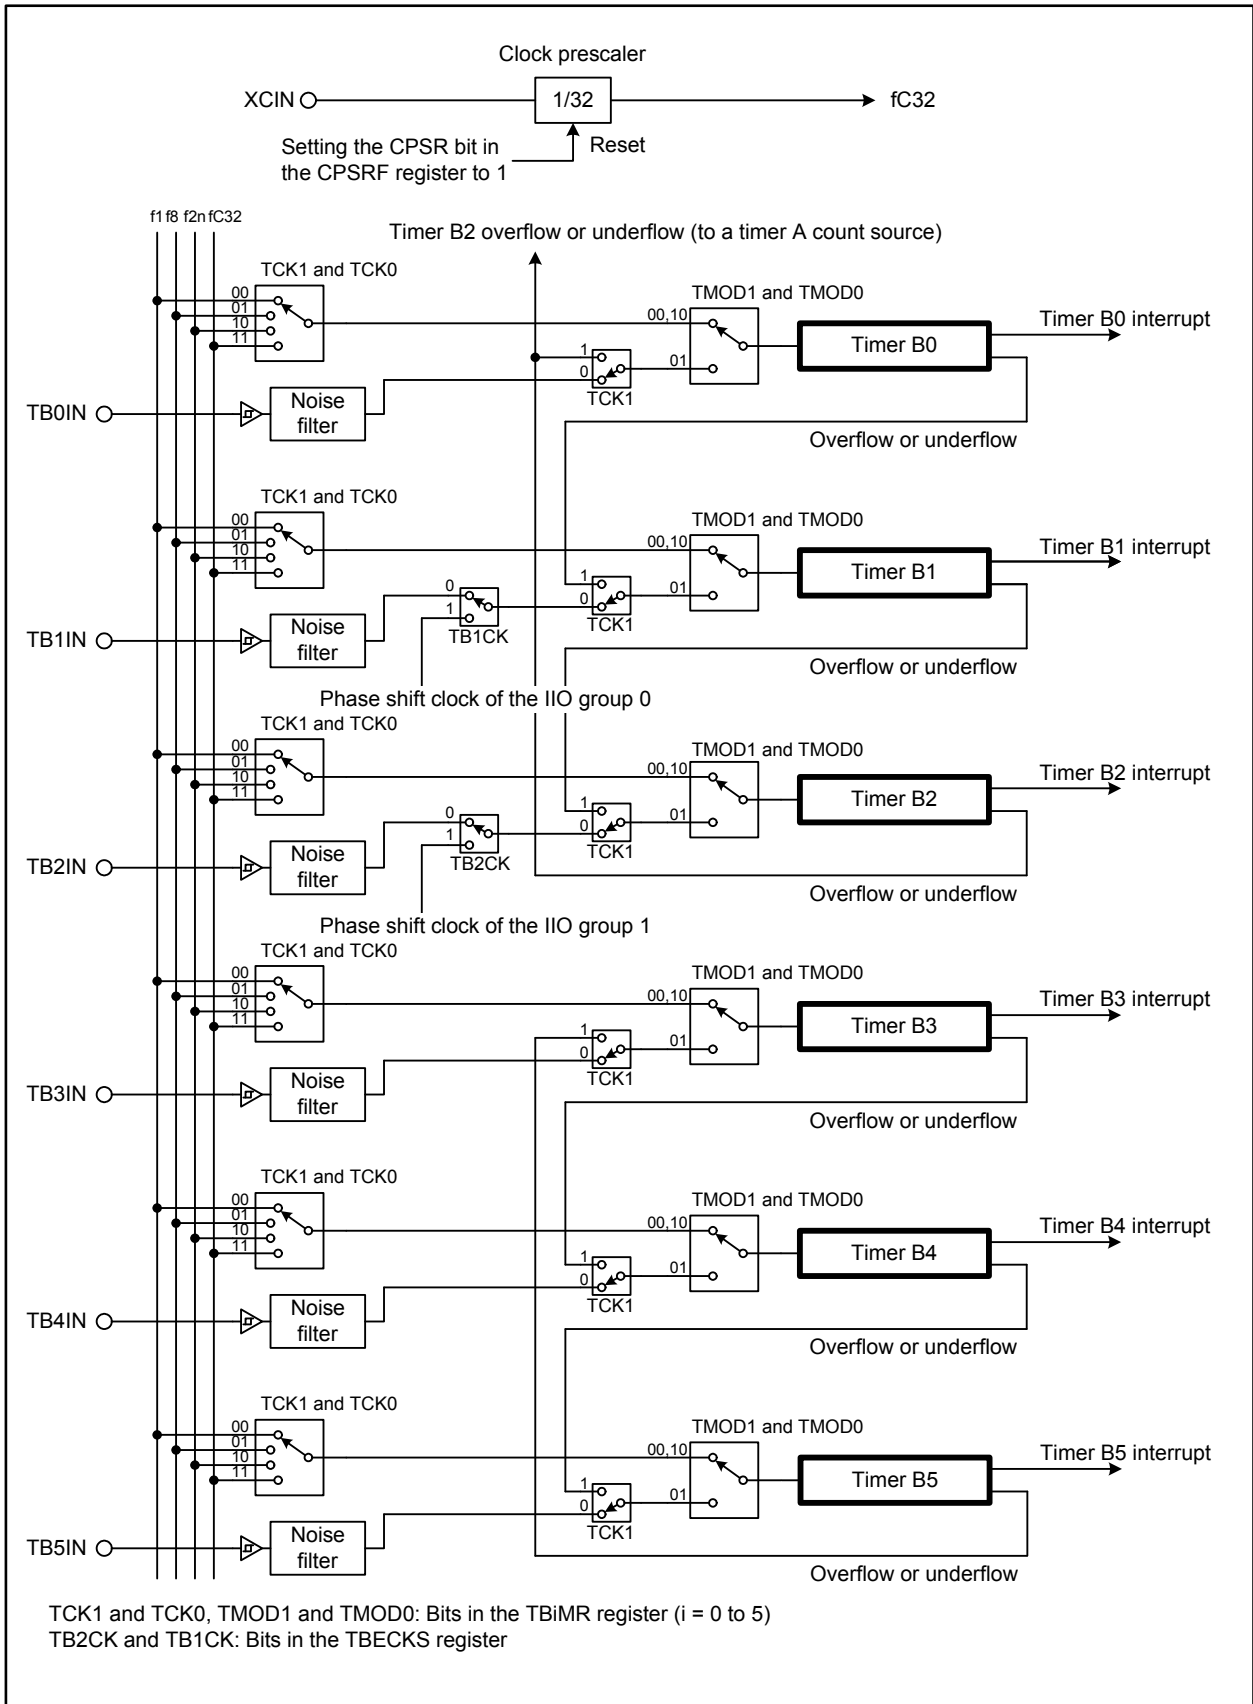 Clock prescaler
XCIN
1/32
fC32
Setting the CPSR bit in
the CPSRF register to 1
Reset
f1 f8 f2n fC32
Timer B2 overflow or underflow (to a timer A count source)
TCK1 and TCK0
00
01
10
11
TMOD1 and TMOD0
00,10
01
1
0
TCK1
Timer B0
Timer B0 interrupt
TB0IN
Noise
filter
Overflow or underflow
TCK1 and TCK0
00
01
10
11
TMOD1 and TMOD0
00,10
01
1
0
TCK1
Timer B1
Timer B1 interrupt
0
1
TB1CK
TB1IN
Noise
filter
Overflow or underflow
Phase shift clock of the IIO group 0
TCK1 and TCK0
00
01
10
11
TMOD1 and TMOD0
00,10
01
1
0
TCK1
Timer B2
Timer B2 interrupt
0
1
TB2CK
TB2IN
Noise
filter
Overflow or underflow
Phase shift clock of the IIO group 1
TCK1 and TCK0
00
01
10
11
TMOD1 and TMOD0
00,10
01
1
0
TCK1
Timer B3
Timer B3 interrupt
TB3IN
Noise
filter
Overflow or underflow
TCK1 and TCK0
00
01
10
11
TMOD1 and TMOD0
00,10
01
1
0
TCK1
Timer B4
Timer B4 interrupt
TB4IN
Noise
filter
Overflow or underflow
TCK1 and TCK0
00
01
10
11
TMOD1 and TMOD0
00,10
01
1
0
TCK1
Timer B5
Timer B5 interrupt
TB5IN
Noise
filter
Overflow or underflow
TCK1 and TCK0, TMOD1 and TMOD0: Bits in the TBiMR register (i = 0 to 5)
TB2CK and TB1CK: Bits in the TBECKS register